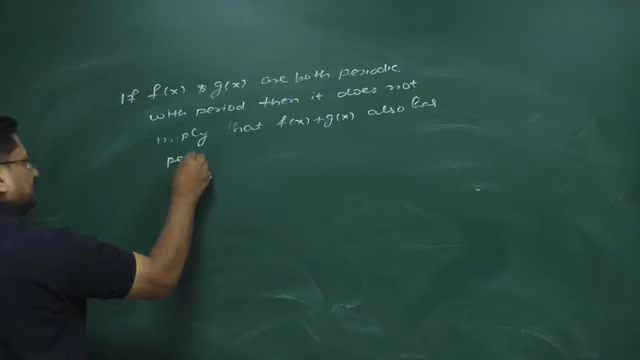 If f(x) & g(x) are both periodic
with period then it does not
imply that f(x)+g(x) also has
pe